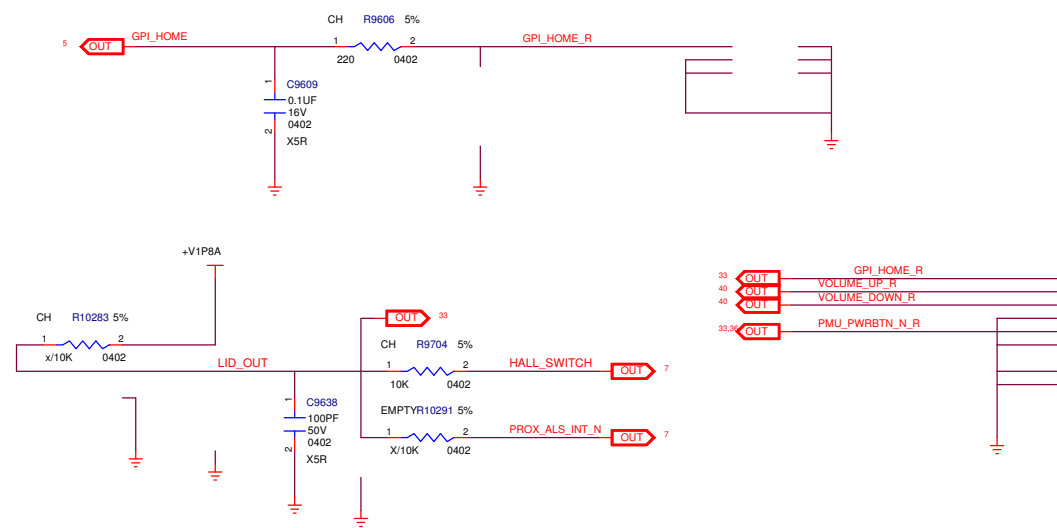 CH R9606 5%
5 OUT GPI_HOME 1 2 GPI_HOME_R
220 0402
1 C9609
0.1UF
16V
2 0402
X5R
+V1P8A
CH R10283 5%
1 2
x/10K 0402
LID_OUT
OUT 33
CH R9704 5%
1 2 HALL_SWITCH OUT 7
10K 0402
1 C9638
100PF
50V
2 0402
X5R
EMPTY R10291 5%
1 2 PROX_ALS_INT_N OUT 7
X/10K 0402
33 OUT GPI_HOME_R
40 OUT VOLUME_UP_R
40 OUT VOLUME_DOWN_R
33,36 OUT PMU_PWRBTN_N_R